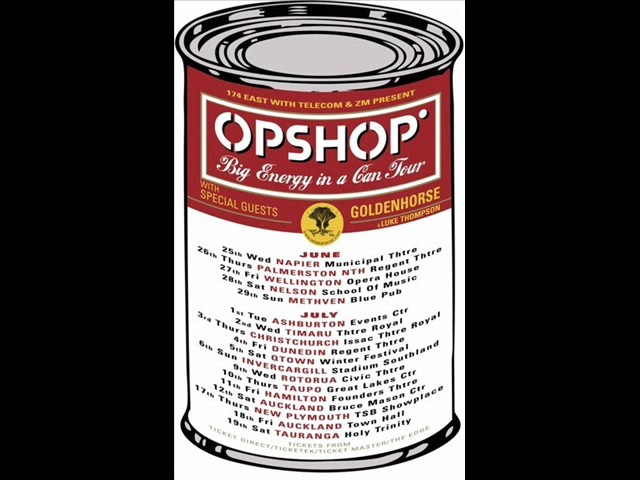 174 EAST WITH TELECOM & ZM PRESENT
OPSHOP
Big Energy in a Can Tour
WITH
SPECIAL GUESTS
GOLDENHORSE
& LUKE THOMPSON
JUNE
25th Wed NAPIER Municipal Thtre
26th Thurs PALMERSTON NTH Regent Thtre
27th Fri WELLINGTON Opera House
28th Sat NELSON School Of Music
29th Sun METHVEN Blue Pub
JULY
1st Tue ASHBURTON Events Ctr
2nd Wed TIMARU Thtre Royal
3rd Thurs CHRISTCHURCH Issac Thtre Royal
4th Fri DUNEDIN Regent Thtre
5th Sat QTOWN Winter Festival
6th Sun INVERCARGILL Stadium Southland
9th Wed ROTORUA Civic Thtre
10th Thurs TAUPO Great Lakes Ctr
11th Fri HAMILTON Founders Thtre
12th Sat AUCKLAND Bruce Mason Ctr
17th Thurs NEW PLYMOUTH TSB Showplace
18th Fri AUCKLAND Town Hall
19th Sat TAURANGA Holy Trinity
TICKETS FROM
TICKET DIRECT/TICKETEK/TICKET MASTER/THE EDGE